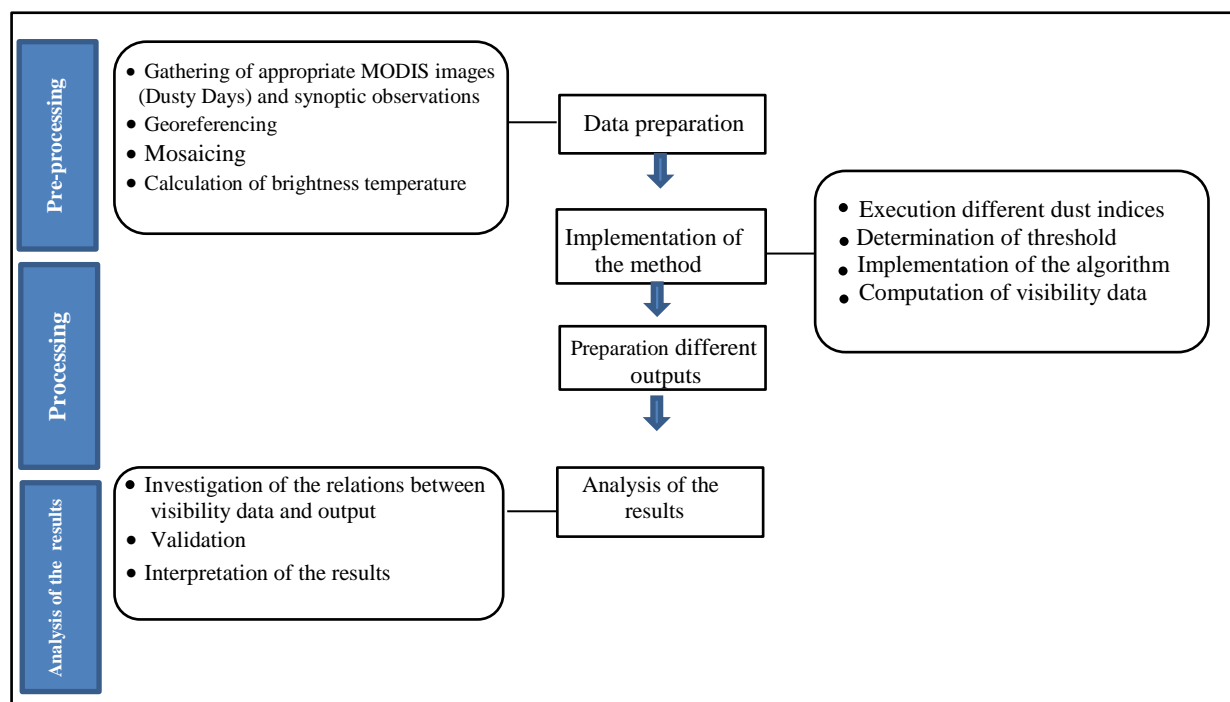 Pre-processing
• Gathering of appropriate MODIS images
(Dusty Days) and synoptic observations
• Georeferencing
• Mosaicing
• Calculation of brightness temperature
Data preparation
Implementation of
the method
• Execution different dust indices
• Determination of threshold
• Implementation of the algorithm
• Computation of visibility data
Processing
Preparation different
outputs
Analysis of the results
• Investigation of the relations between
visibility data and output
• Validation
• Interpretation of the results
Analysis of the
results